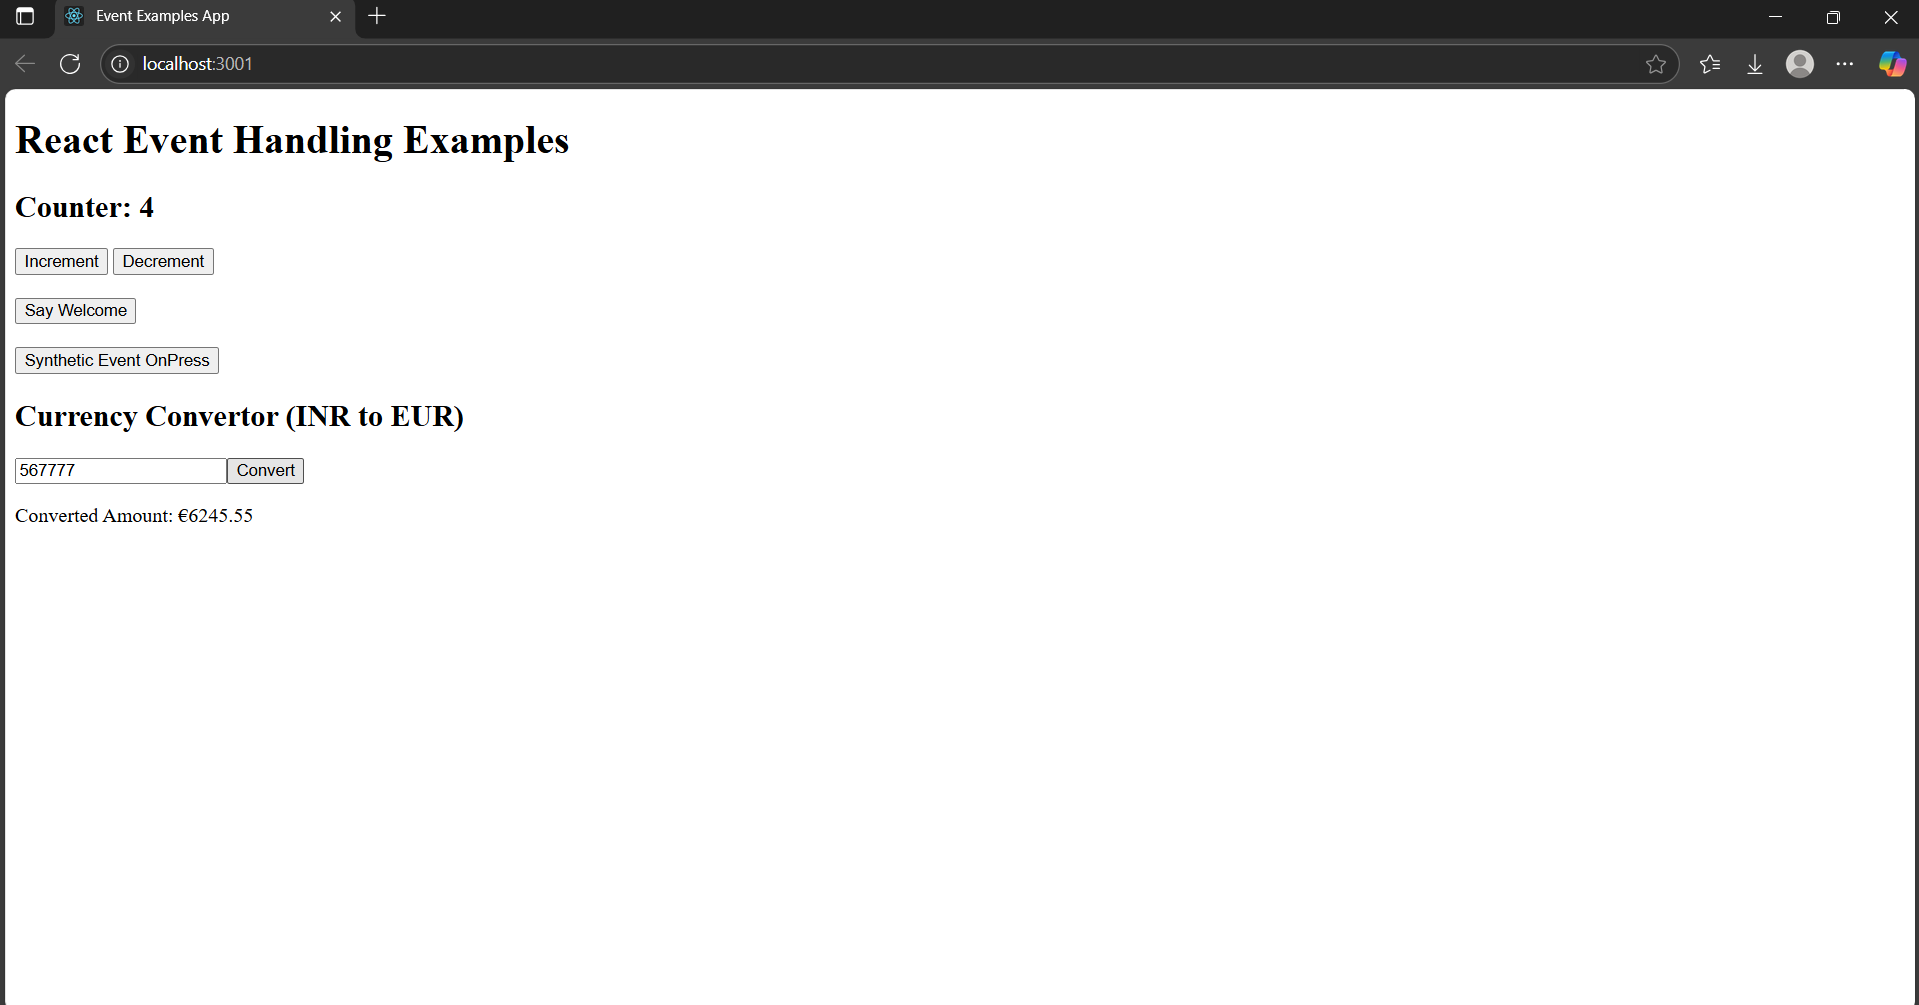 Event Examples App
localhost:3001
React Event Handling Examples
Counter: 4
Increment Decrement
Say Welcome
Synthetic Event OnPress
Currency Convertor (INR to EUR)
567777 Convert
Converted Amount: €6245.55